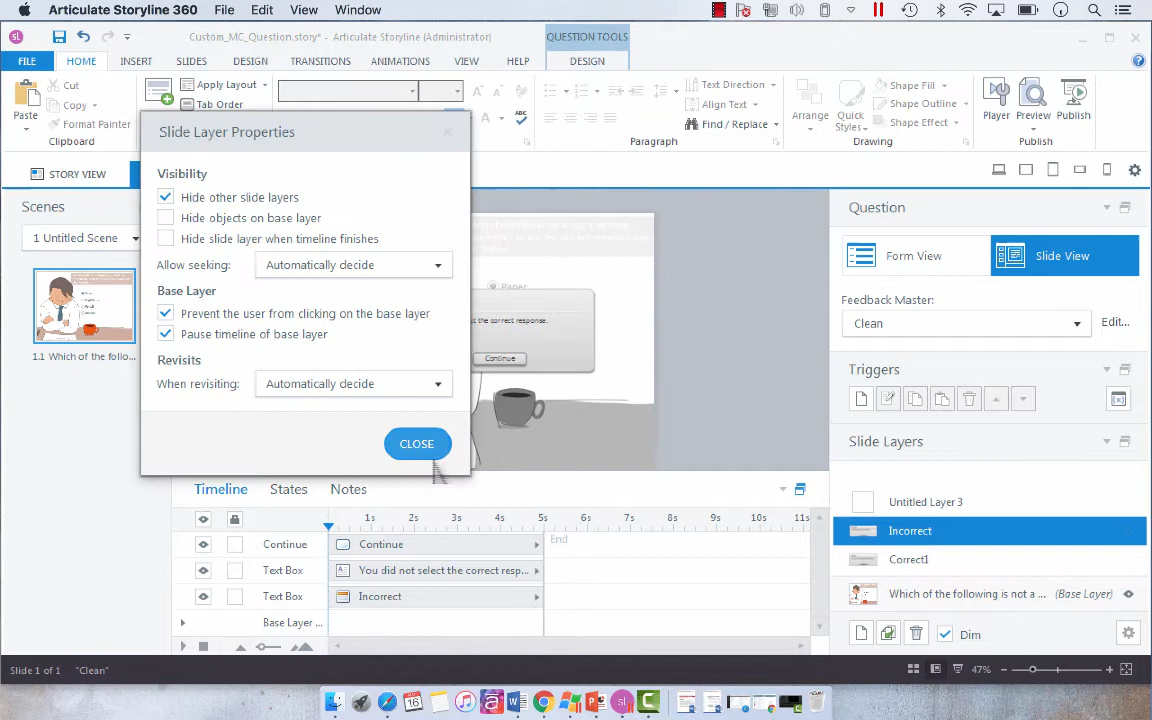 Articulate Storyline 360 File Edit View Window
Custom_MC_Question.story* - Articulate Storyline (Administrator)
QUESTION TOOLS
FILE HOME INSERT SLIDES DESIGN TRANSITIONS ANIMATIONS VIEW HELP DESIGN
Paste
Cut
Copy
Format Painter
Clipboard
Apply Layout
Tab Order
Text Direction
Align Text
Find / Replace
Paragraph
Arrange
Quick
Styles
Shape Fill
Shape Outline
Shape Effect
Drawing
Player Preview Publish
Publish
STORY VIEW
Scenes
1 Untitled Scene
1.1 Which of the follo...
Slide Layer Properties
Visibility
Hide other slide layers
Hide objects on base layer
Hide slide layer when timeline finishes
Allow seeking: Automatically decide
Base Layer
Prevent the user from clicking on the base layer
Pause timeline of base layer
Revisits
When revisiting: Automatically decide
CLOSE
Paper
t the correct response.
Continue
Question
Form View Slide View
Feedback Master:
Clean Edit...
Triggers
Slide Layers
Untitled Layer 3
Incorrect
Correct1
Which of the following is not a ... (Base Layer)
Dim
Timeline States Notes
1s 2s 3s 4s 5s 6s 7s 8s 9s 10s 11s
Continue Continue End
Text Box You did not select the correct resp...
Text Box Incorrect
Base Layer ...
Slide 1 of 1 "Clean" 47%